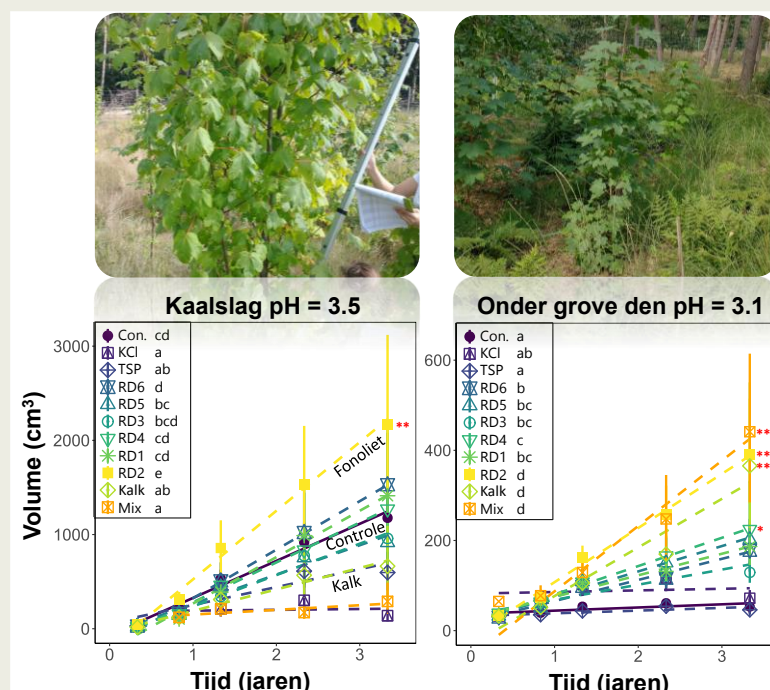 Kaalslag pH = 3.5
Volume (cm³)
3000
2000
1000
0
Con. cd
KCl a
TSP ab
RD6 d
RD5 bc
RD3 bcd
RD4 cd
RD1 cd
RD2 e
Kalk ab
Mix a
Fonoliet
Controle
Kalk
**
0 1 2 3
Tijd (jaren)
Onder grove den pH = 3.1
600
400
200
0
Con. a
KCl ab
TSP a
RD6 b
RD5 bc
RD3 bc
RD4 c
RD1 bc
RD2 d
Kalk d
Mix d
**
**
**
*
0 1 2 3
Tijd (jaren)